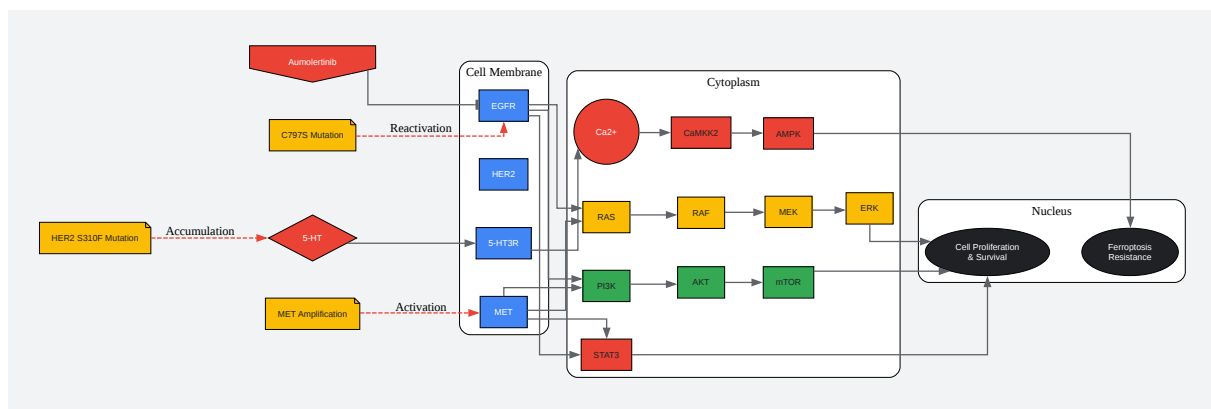 Aumolertinib
Cell Membrane
Cytoplasm
EGFR
C797S Mutation
Reactivation
Ca2+
CaMKK2
AMPK
HER2
RAS
RAF
MEK
ERK
Nucleus
HER2 S310F Mutation
Accumulation
5-HT
5-HT3R
Cell Proliferation
& Survival
Ferroptosis
Resistance
PI3K
AKT
mTOR
MET Amplification
Activation
MET
STAT3